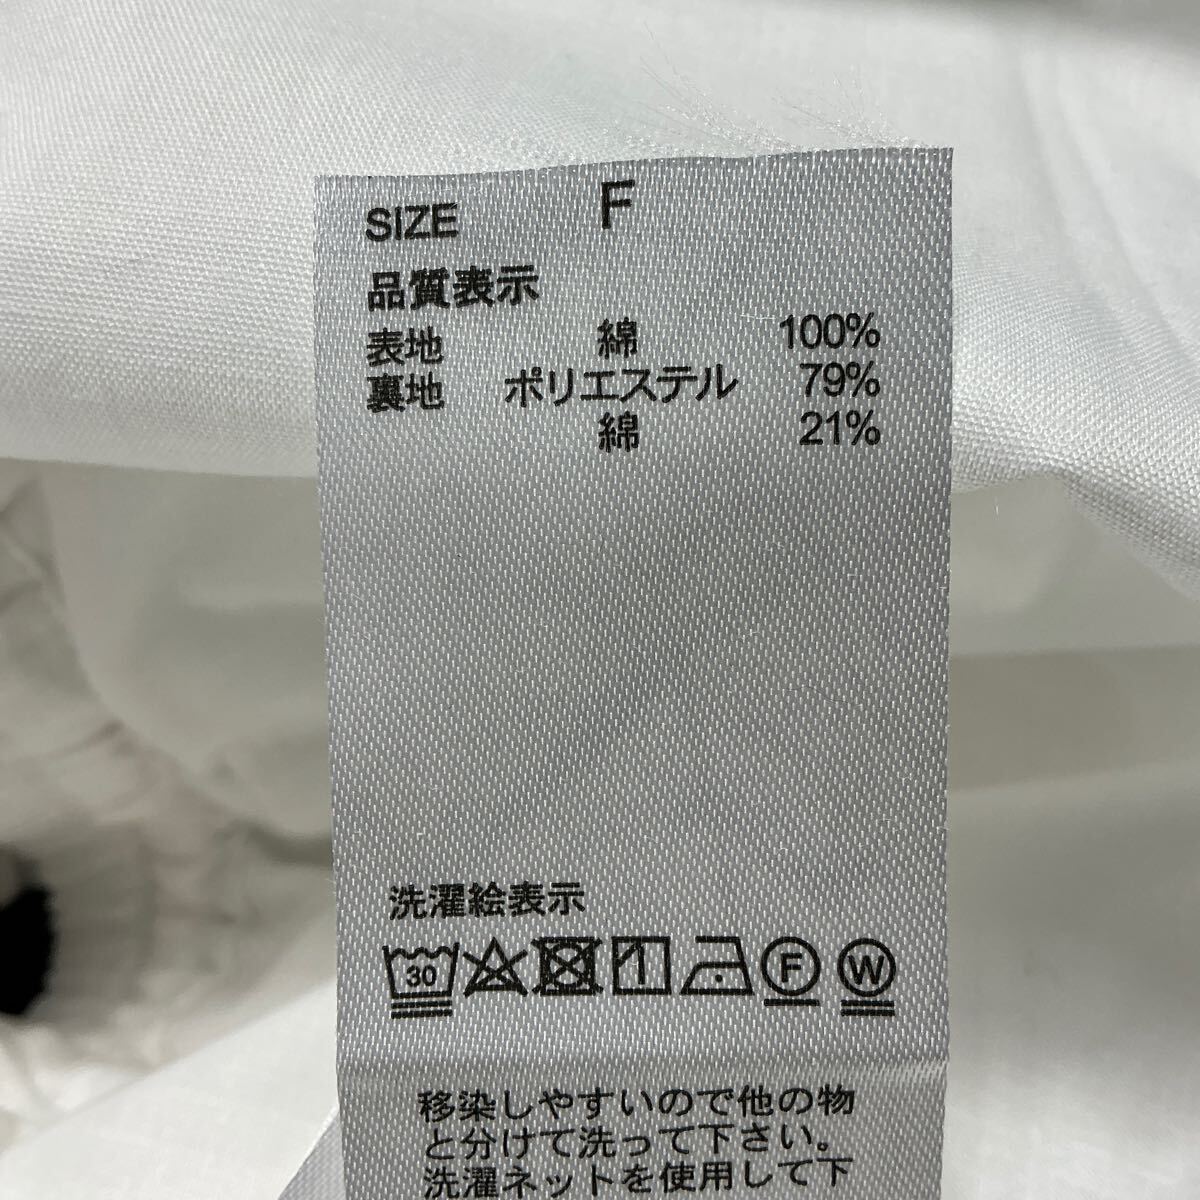 SIZE F
品質表示
表地 綿 100%
裏地 ポリエステル 79%
綿 21%
洗濯絵表示
30 F W
移染しやすいので他の物
と分けて洗って下さい。
洗濯ネットを使用して下